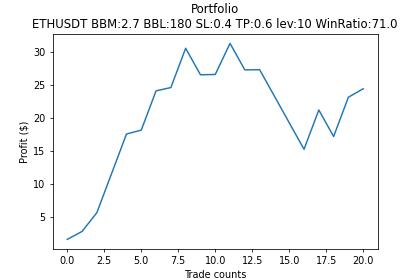 Portfolio
ETHUSDT BBM:2.7 BBL:180 SL:0.4 TP:0.6 lev:10 WinRatio:71.0
30
25
20
15
10
5
Profit ($)
0.0 2.5 5.0 7.5 10.0 12.5 15.0 17.5 20.0
Trade counts